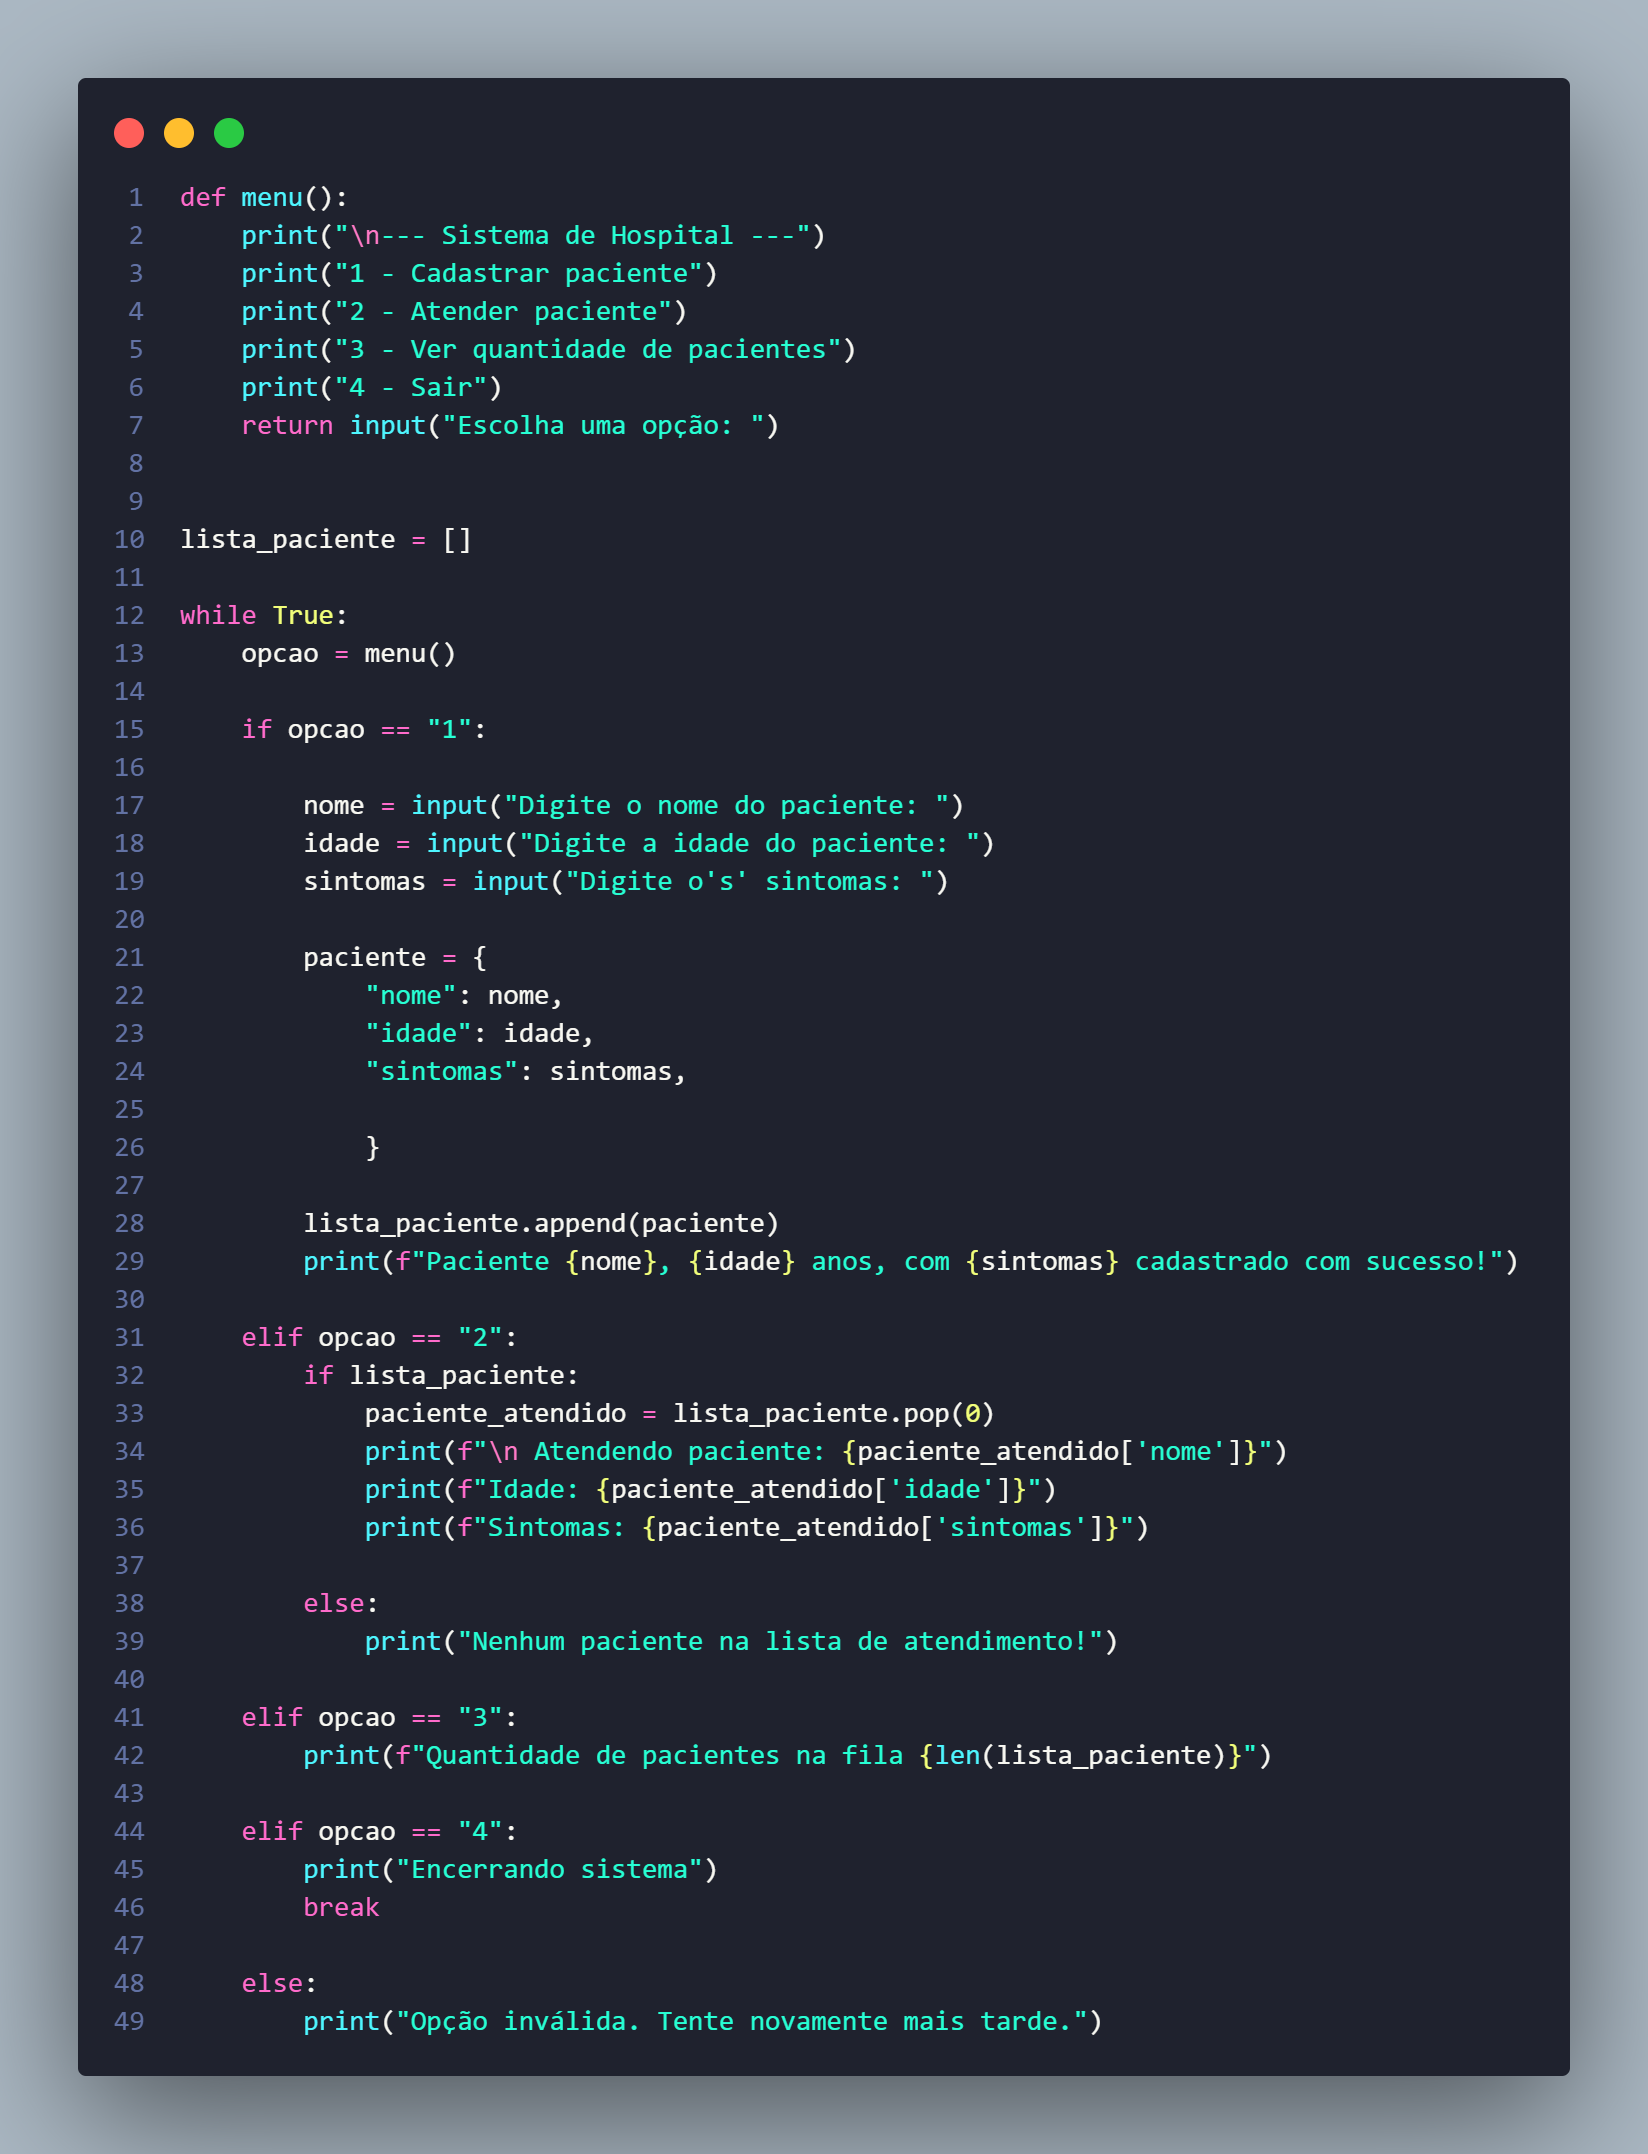 1 def menu():
2     print("\n--- Sistema de Hospital ---")
3     print("1 - Cadastrar paciente")
4     print("2 - Atender paciente")
5     print("3 - Ver quantidade de pacientes")
6     print("4 - Sair")
7     return input("Escolha uma opção: ")
8
9
10 lista_paciente = []
11
12 while True:
13     opcao = menu()
14
15     if opcao == "1":
16
17         nome = input("Digite o nome do paciente: ")
18         idade = input("Digite a idade do paciente: ")
19         sintomas = input("Digite o's' sintomas: ")
20
21         paciente = {
22             "nome": nome,
23             "idade": idade,
24             "sintomas": sintomas,
25
26             }
27
28         lista_paciente.append(paciente)
29         print(f"Paciente {nome}, {idade} anos, com {sintomas} cadastrado com sucesso!")
30
31     elif opcao == "2":
32         if lista_paciente:
33             paciente_atendido = lista_paciente.pop(0)
34             print(f"\n Atendendo paciente: {paciente_atendido['nome']}")
35             print(f"Idade: {paciente_atendido['idade']}")
36             print(f"Sintomas: {paciente_atendido['sintomas']}")
37
38         else:
39             print("Nenhum paciente na lista de atendimento!")
40
41     elif opcao == "3":
42         print(f"Quantidade de pacientes na fila {len(lista_paciente)}")
43
44     elif opcao == "4":
45         print("Encerrando sistema")
46         break
47
48     else:
49         print("Opção inválida. Tente novamente mais tarde.")